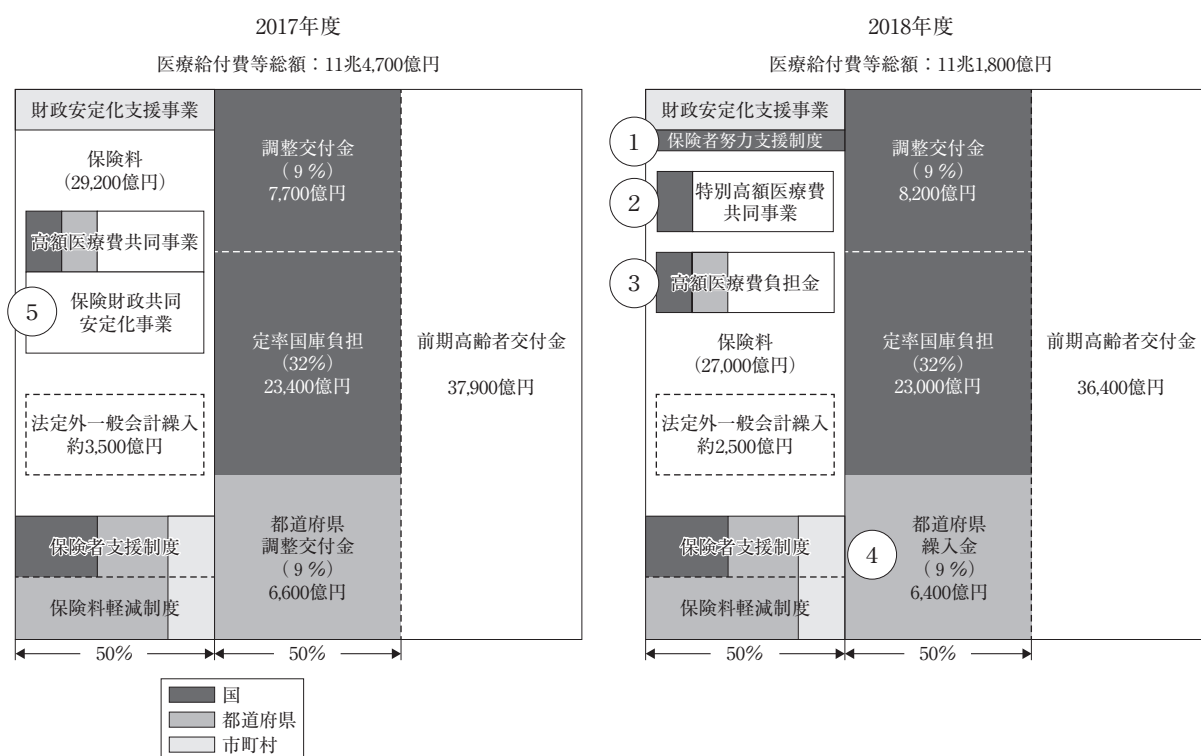 2017年度
医療給付費等総額：11兆4,700億円
財政安定化支援事業
保険料
(29,200億円)
高額医療費共同事業
5
保険財政共同
安定化事業
法定外一般会計繰入
約3,500億円
保険者支援制度
保険料軽減制度
調整交付金
(9%)
7,700億円
定率国庫負担
(32%)
23,400億円
都道府県
調整交付金
(9%)
6,600億円
前期高齢者交付金
37,900億円
50%
50%
国
都道府県
市町村
2018年度
医療給付費等総額：11兆1,800億円
財政安定化支援事業
1
保険者努力支援制度
2
特別高額医療費
共同事業
3
高額医療費負担金
保険料
(27,000億円)
法定外一般会計繰入
約2,500億円
保険者支援制度
4
保険料軽減制度
調整交付金
(9%)
8,200億円
定率国庫負担
(32%)
23,000億円
都道府県
繰入金
(9%)
6,400億円
前期高齢者交付金
36,400億円
50%
50%